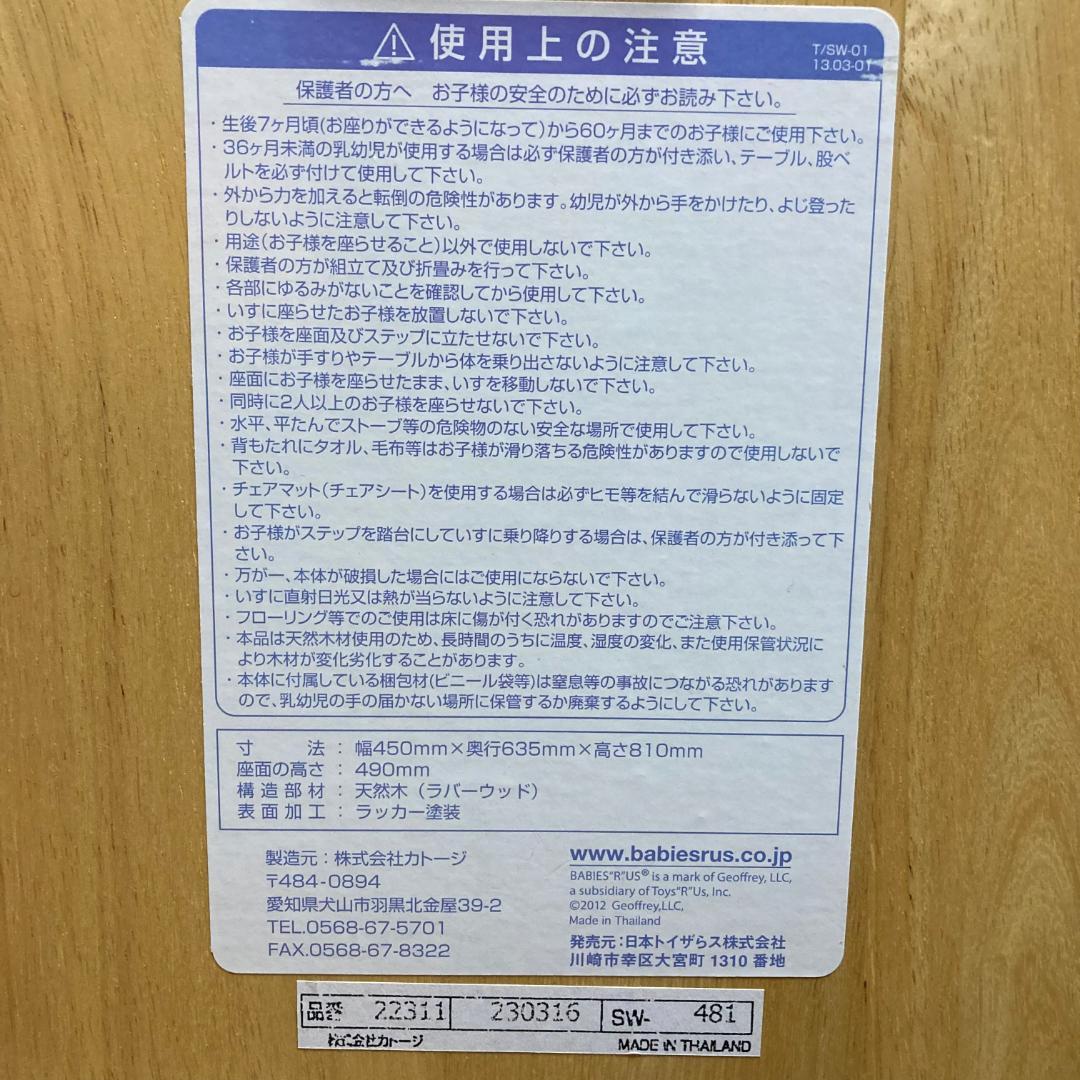 ⚠ 使用上の注意
T/SW-01
13.03-01
保護者の方へ お子様の安全のために必ずお読み下さい。
・生後7ヶ月頃(お座りができるようになって)から60ヶ月までのお子様にご使用下さい。
・36ヶ月未満の乳幼児が使用する場合は必ず保護者の方が付き添い、テーブル、股ベ
ルトを必ず付けて使用して下さい。
・外から力を加えると転倒の危険性があります。幼児が外から手をかけたり、よじ登った
りしないように注意して下さい。
・用途(お子様を座らせること)以外で使用しないで下さい。
・保護者の方が組立て及び折畳みを行って下さい。
・各部にゆるみがないことを確認してから使用して下さい。
・いすに座らせたお子様を放置しないで下さい。
・お子様を座面及びステップに立たせないで下さい。
・お子様が手すりやテーブルから体を乗り出さないように注意して下さい。
・座面にお子様を座らせたまま、いすを移動しないで下さい。
・同時に2人以上のお子様を座らせないで下さい。
・水平、平たんでストーブ等の危険物のない安全な場所で使用して下さい。
・背もたれにタオル、毛布等はお子様が滑り落ちる危険性がありますので使用しないで
下さい。
・チェアマット(チェアシート)を使用する場合は必ずヒモ等を結んで滑らないように固定
して下さい。
・お子様がステップを踏台にしていすに乗り降りする場合は、保護者の方が付き添って下
さい。
・万が一、本体が破損した場合にはご使用にならないで下さい。
・いすに直射日光又は熱が当らないように注意して下さい。
・フローリング等でのご使用は床に傷が付く恐れがありますのでご注意下さい。
・本品は天然木材使用のため、長時間のうちに温度、湿度の変化、また使用保管状況に
より木材が変化劣化することがあります。
・本体に付属している梱包材(ビニール袋等)は窒息等の事故につながる恐れがあります
ので、乳幼児の手の届かない場所に保管するか廃棄するようにして下さい。
寸 法 : 幅450mm×奥行635mm×高さ810mm
座面の高さ : 490mm
構造部材 : 天然木 (ラバーウッド)
表面加工 : ラッカー塗装
製造元:株式会社カトージ
〒484-0894
愛知県犬山市羽黒北金屋39-2
TEL.0568-67-5701
FAX.0568-67-8322
www.babiesrus.co.jp
BABIES"R"US® is a mark of Geoffrey, LLC,
a subsidiary of Toys"R"Us, Inc.
©2012 Geoffrey,LLC,
Made in Thailand
発売元:日本トイザらス株式会社
川崎市幸区大宮町 1310 番地
品番 22311 230316 SW- 481
株式会社カトージ MADE IN THAILAND